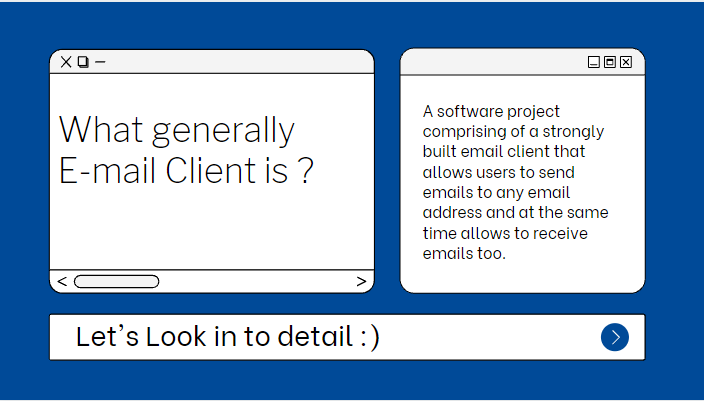 What generally
E-mail Client is ?
A software project
comprising of a strongly
built email client that
allows users to send
emails to any email
address and at the same
time allows to receive
emails too.
Let's Look in to detail :)